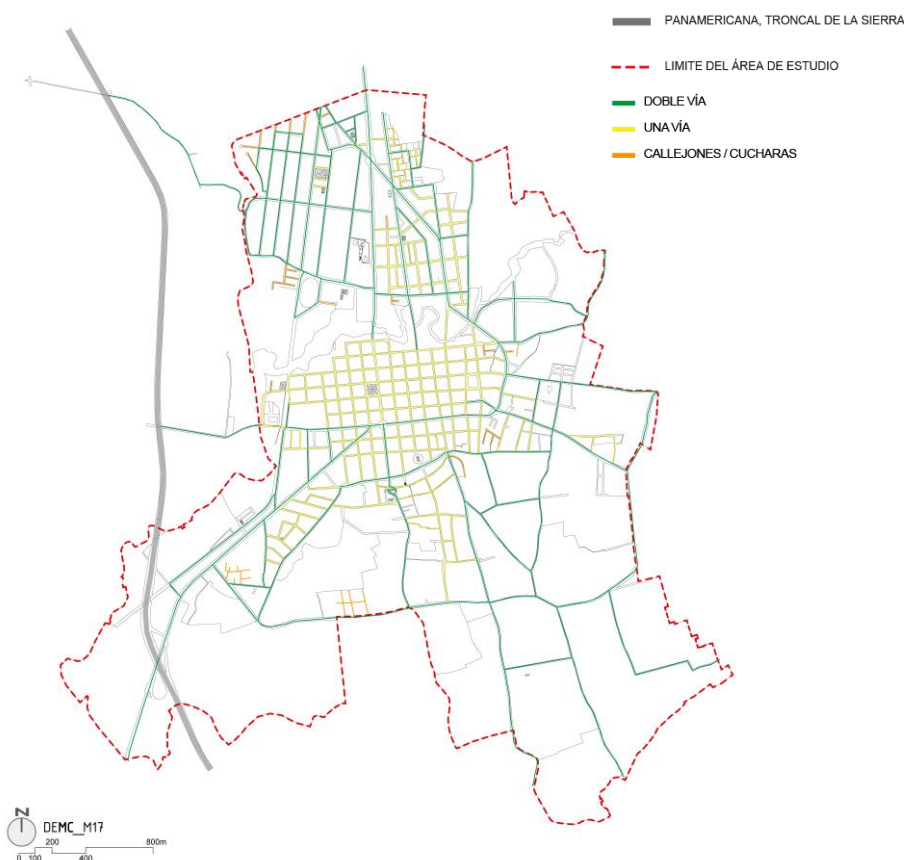 PANAMERICANA, TRONCAL DE LA SIERRA
LIMITE DEL ÁREA DE ESTUDIO
DOBLE VÍA
UNA VÍA
CALLEJONES / CUCHARAS
N
DEMC_M17
200 800m
0 100 400